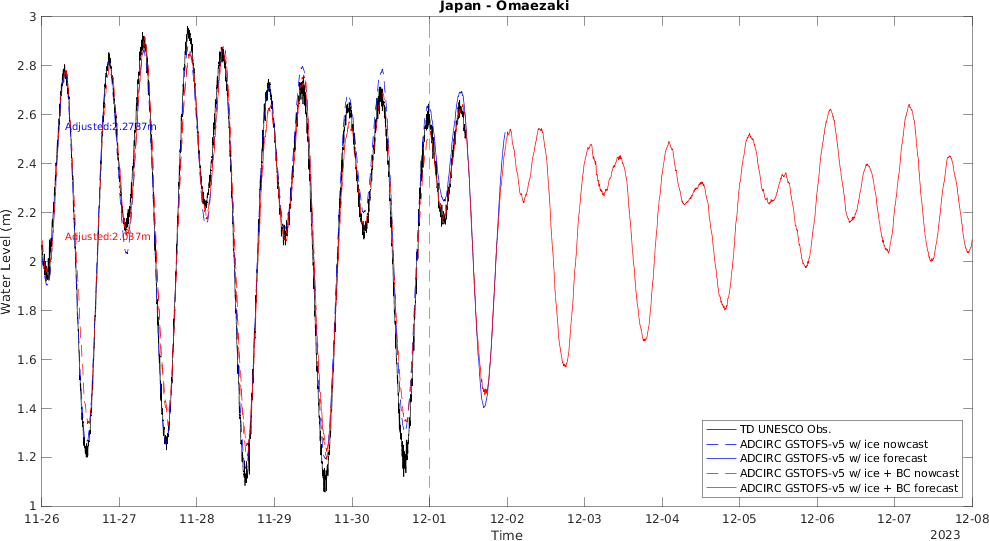 Japan - Omaezaki
3
2.8
2.6
2.4
2.2
2
1.8
1.6
1.4
1.2
1
Water Level (m)
Adjusted:2.2787m
Adjusted:2.037m
TD UNESCO Obs.
ADCIRC GSTOFS-v5 w/ ice nowcast
ADCIRC GSTOFS-v5 w/ ice forecast
ADCIRC GSTOFS-v5 w/ ice + BC nowcast
ADCIRC GSTOFS-v5 w/ ice + BC forecast
11-26 11-27 11-28 11-29 11-30 12-01 12-02 12-03 12-04 12-05 12-06 12-07 12-08
Time
2023